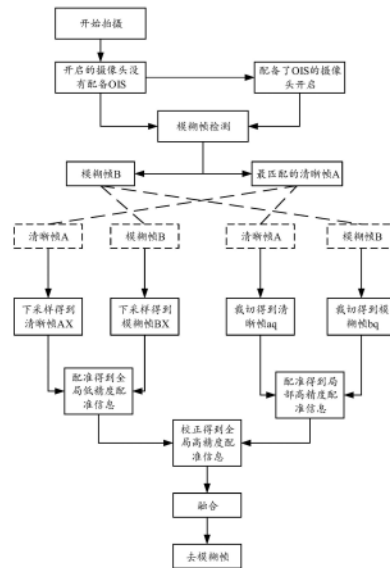 开始拍摄
开启的摄像头没
有配备OIS
配备了OIS的摄像
头开启
模糊帧检测
模糊帧B
最匹配的清晰帧A
清晰帧A
模糊帧B
清晰帧A
模糊帧B
下采样得到
清晰帧AX
下采样得到
模糊帧BX
裁切得到清
晰帧aq
裁切得到模
糊帧bq
配准得到全
局低精度配
准信息
配准得到局
部高精度配
准信息
校正得到全
局高精度配
准信息
融合
去模糊帧